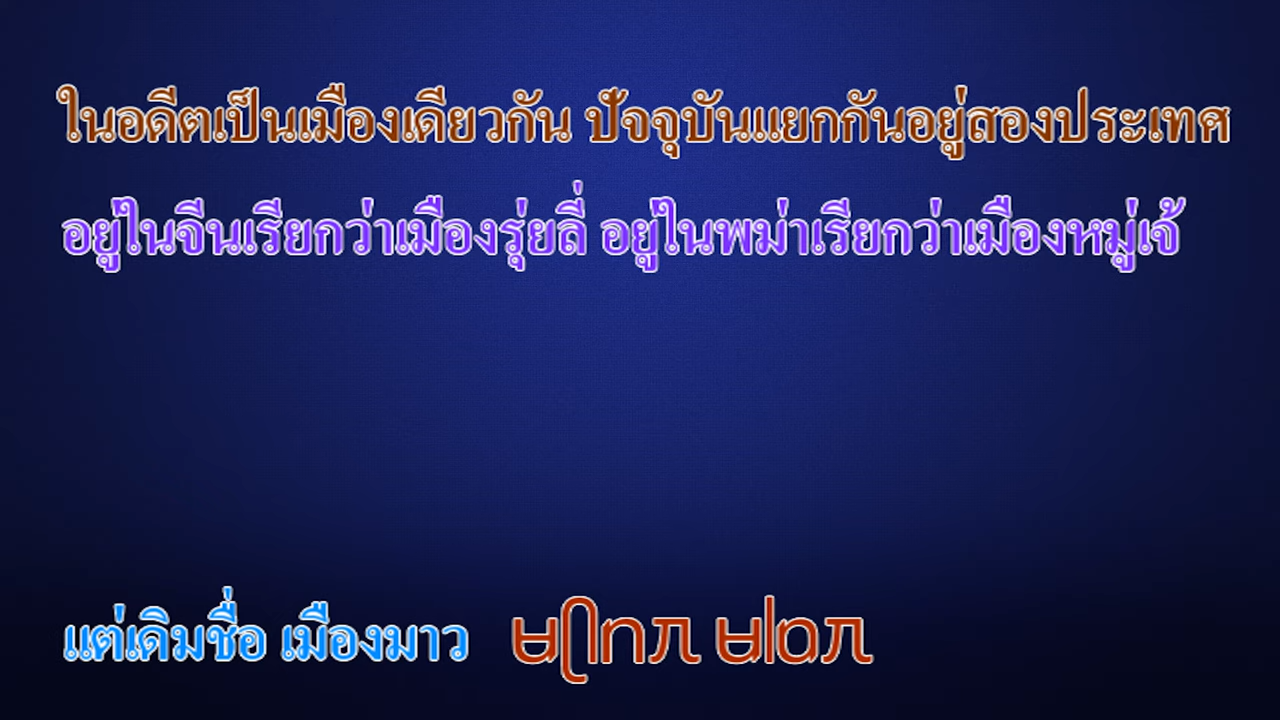 ในอดีตเป็นเมืองเดียวกัน ปัจจุบันแยกกันอยู่สองประเทศ
อยู่ในจีนเรียกว่าเมืองรุ่ยลี่ อยู่ในพม่าเรียกว่าเมืองหมู่เจ้
แต่เดิมชื่อ เมืองมาว ᥛᥫᥒᥰ ᥛᥣᥝᥰ